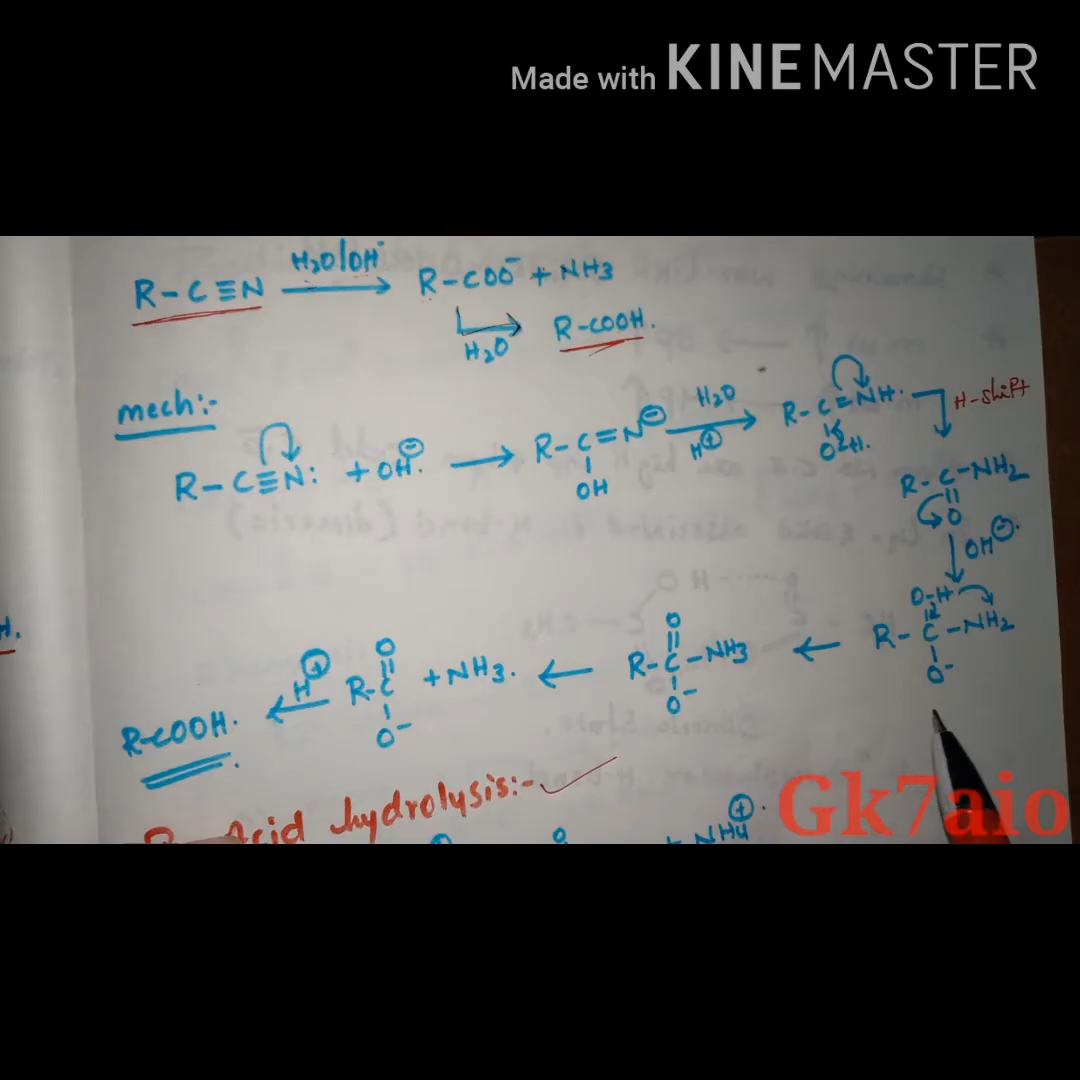 Made with KINEMASTER
R-C≡N —H2O/OH⁻→ R-COO⁻ + NH3
H2O→ R-COOH.
mech:-
R-C≡N: + OH⊖: → R-C=N⊖ —H2O/H⊕→ R-C=NH.
OH
O-H.
H-shift
R-C-NH2
O
OH⊖.
O-H
R-C-NH2
O-
O
R-C-NH3
O-
O
R-C + NH3.
O-
H⊕
R-COOH.
Acid hydrolysis:-
+ NH4⊕.
Gk7aio